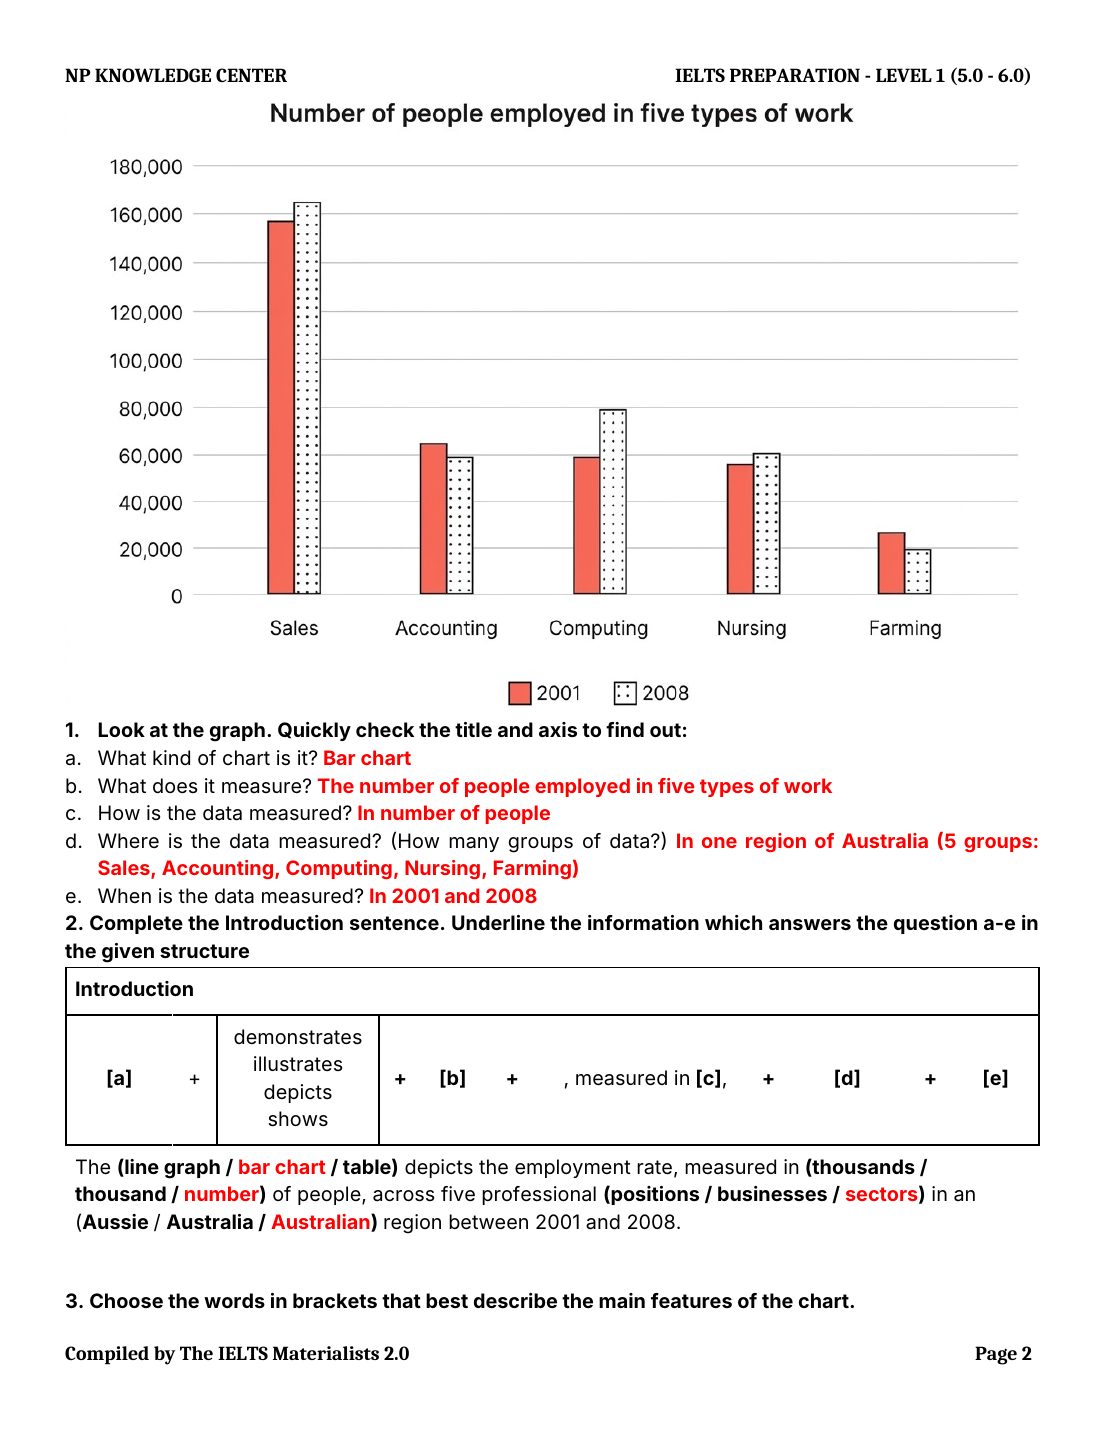 NP KNOWLEDGE CENTER IELTS PREPARATION - LEVEL 1 (5.0 - 6.0)
Number of people employed in five types of work
180,000
160,000
140,000
120,000
100,000
80,000
60,000
40,000
20,000
0
Sales Accounting Computing Nursing Farming
2001 2008
1. Look at the graph. Quickly check the title and axis to find out:
a. What kind of chart is it? Bar chart
b. What does it measure? The number of people employed in five types of work
c. How is the data measured? In number of people
d. Where is the data measured? (How many groups of data?) In one region of Australia (5 groups:
Sales, Accounting, Computing, Nursing, Farming)
e. When is the data measured? In 2001 and 2008
2. Complete the Introduction sentence. Underline the information which answers the question a-e in
the given structure
Introduction
demonstrates
illustrates
[a] + + [b] + , measured in [c], + [d] + [e]
depicts
shows
The (line graph / bar chart / table) depicts the employment rate, measured in (thousands /
thousand / number) of people, across five professional (positions / businesses / sectors) in an
(Aussie / Australia / Australian) region between 2001 and 2008.
3. Choose the words in brackets that best describe the main features of the chart.
Compiled by The IELTS Materialists 2.0 Page 2